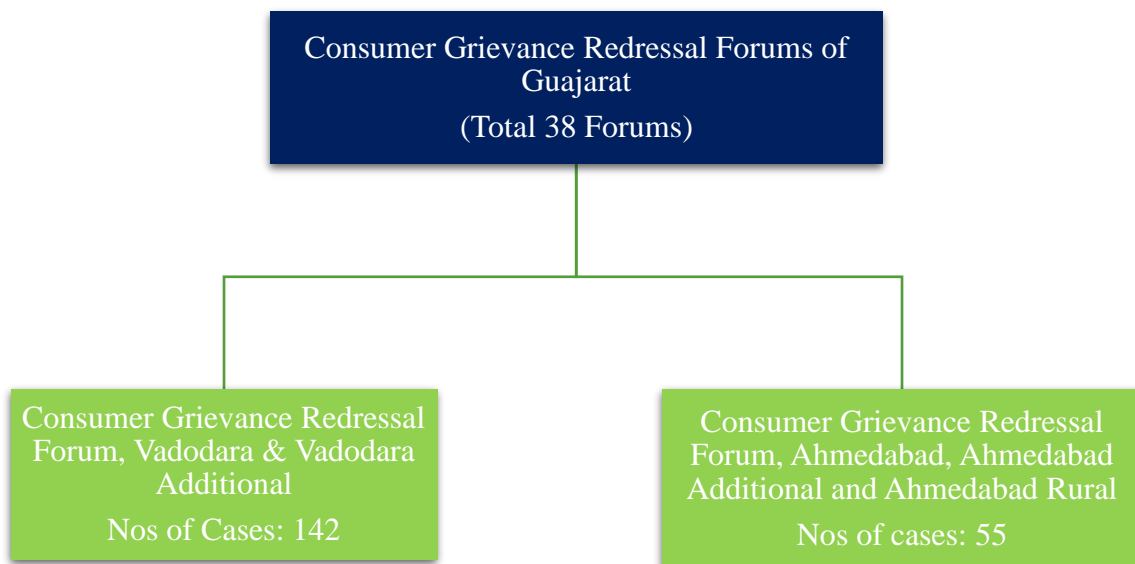 Consumer Grievance Redressal Forums of
Guajarat
(Total 38 Forums)
Consumer Grievance Redressal
Forum, Vadodara & Vadodara
Additional
Nos of Cases: 142
Consumer Grievance Redressal
Forum, Ahmedabad, Ahmedabad
Additional and Ahmedabad Rural
Nos of cases: 55